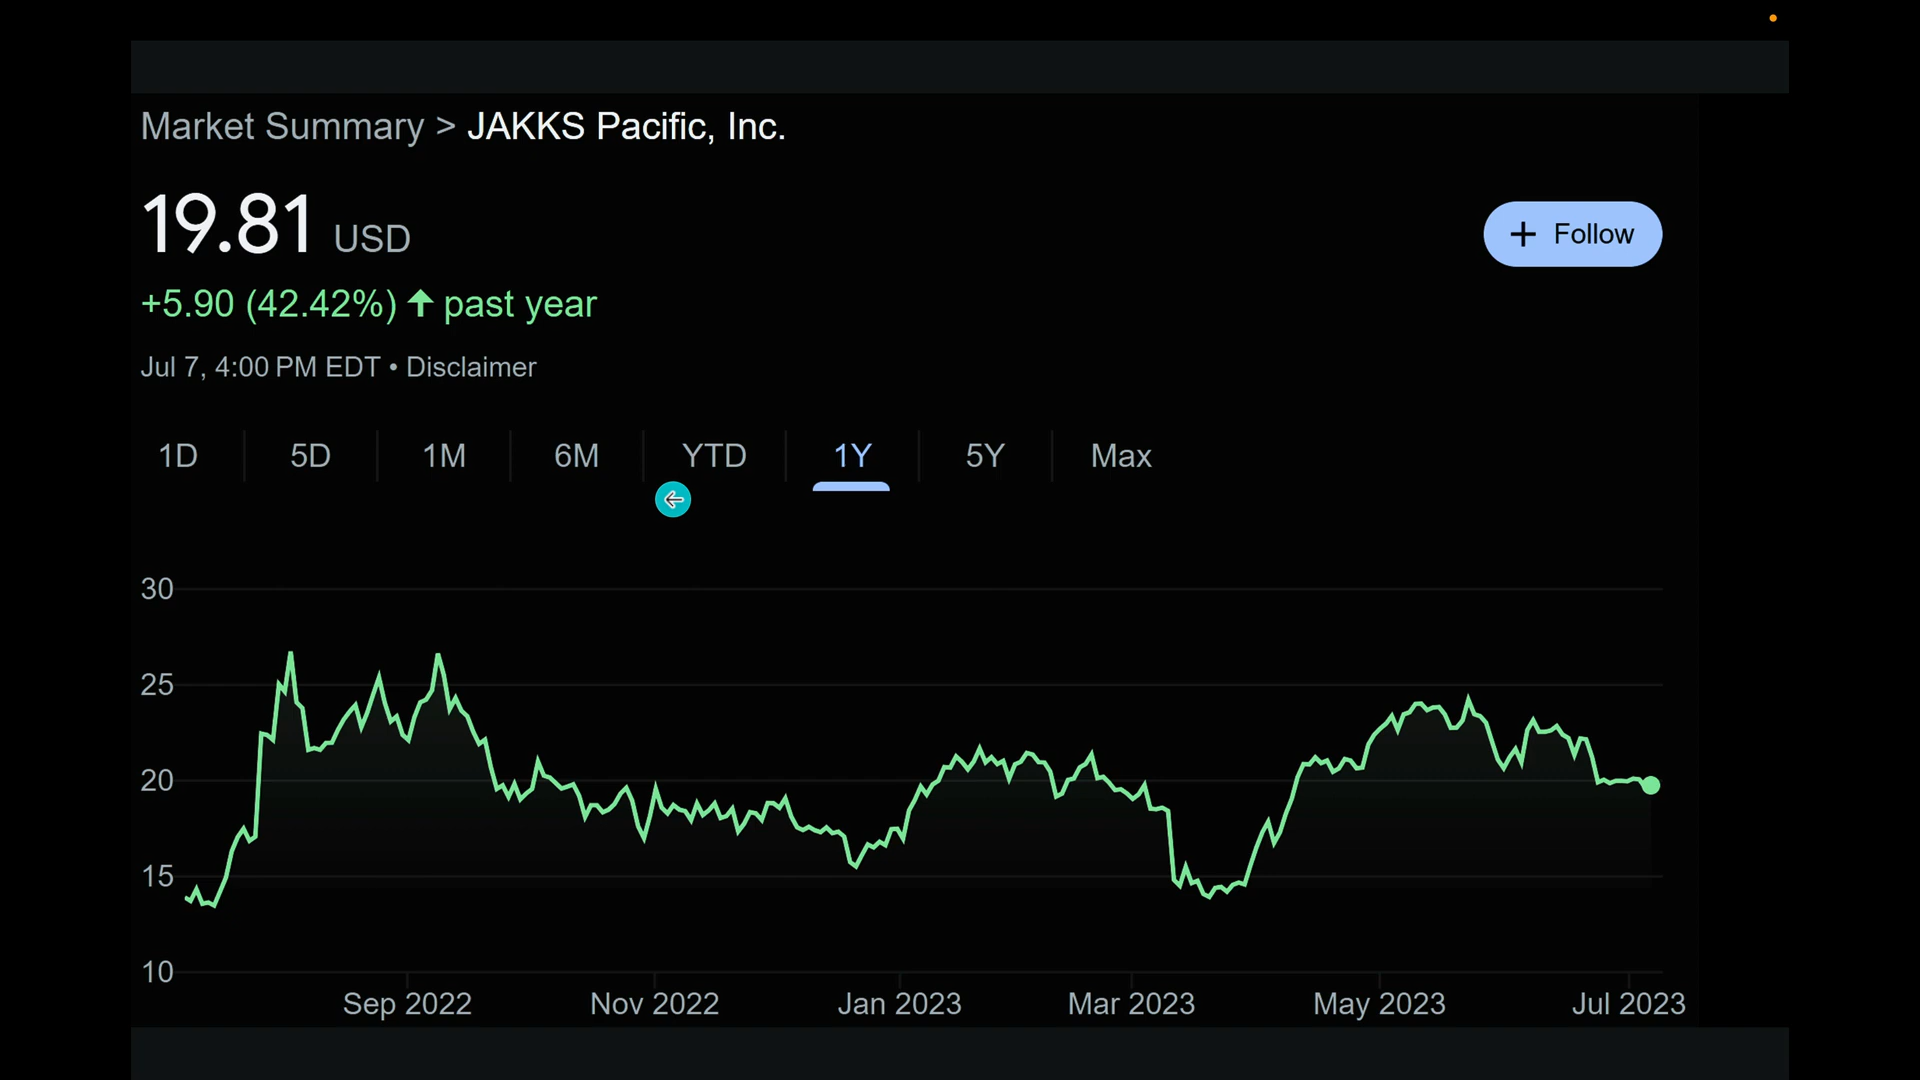 Market Summary > JAKKS Pacific, Inc.
19.81 USD
+ Follow
+5.90 (42.42%) ↑ past year
Jul 7, 4:00 PM EDT • Disclaimer
1D 5D 1M 6M YTD 1Y 5Y Max
30
25
20
15
10
Sep 2022 Nov 2022 Jan 2023 Mar 2023 May 2023 Jul 2023